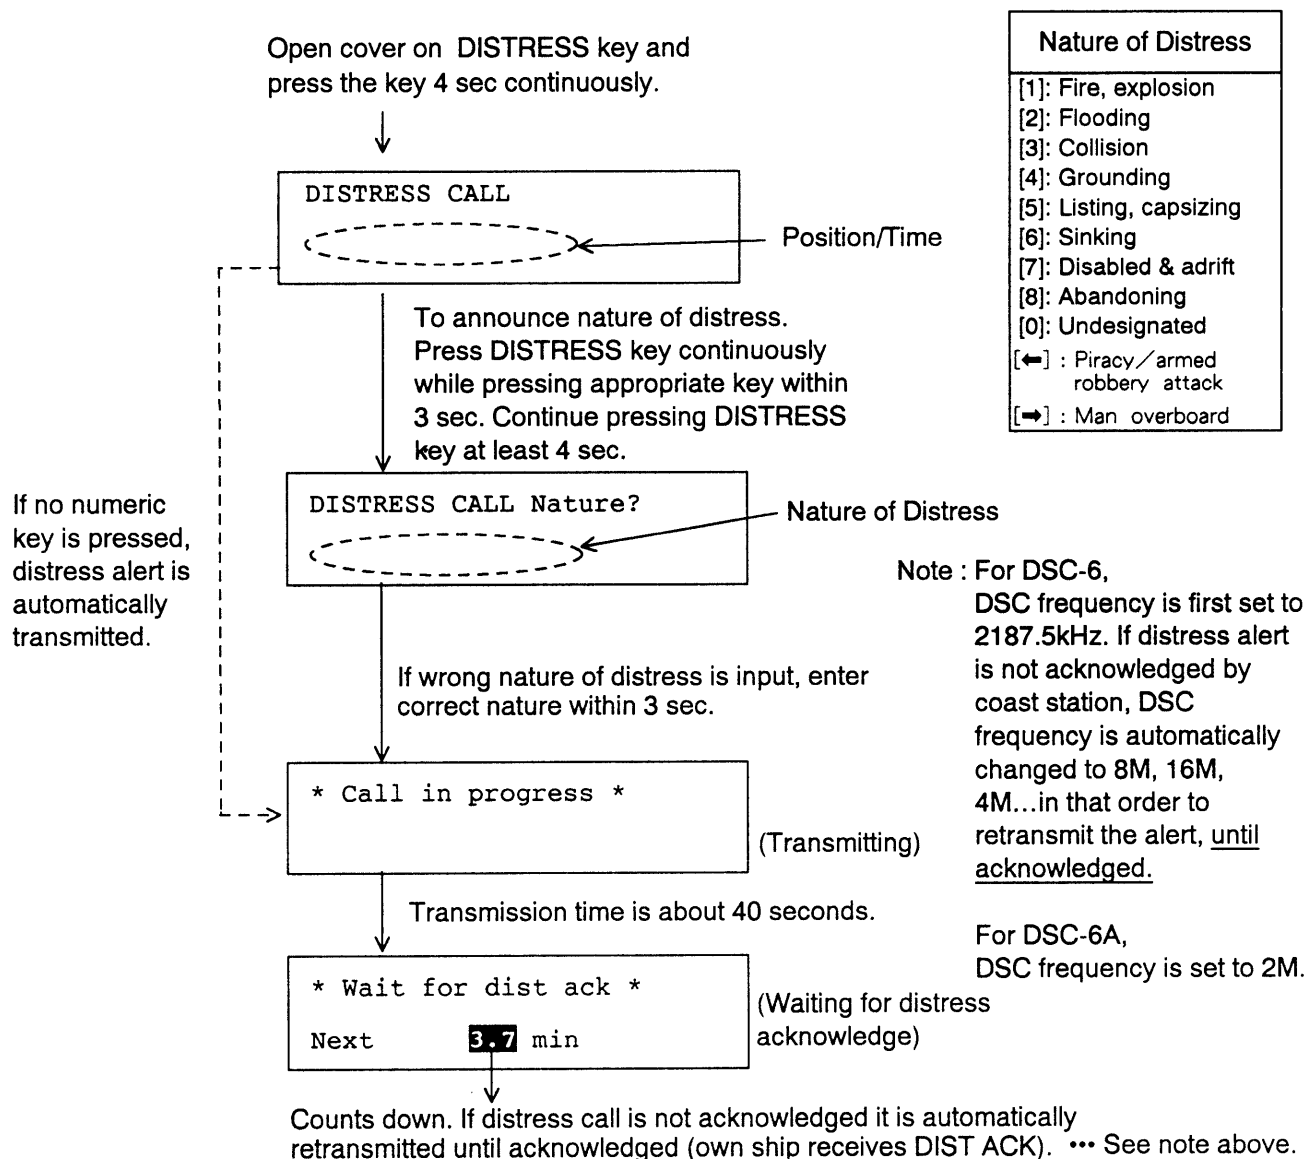 Open cover on DISTRESS key and
press the key 4 sec continuously.
DISTRESS CALL
Position/Time
To announce nature of distress.
Press DISTRESS key continuously
while pressing appropriate key within
3 sec. Continue pressing DISTRESS
key at least 4 sec.
If no numeric
key is pressed,
distress alert is
automatically
transmitted.
DISTRESS CALL Nature?
Nature of Distress
If wrong nature of distress is input, enter
correct nature within 3 sec.
* Call in progress *
(Transmitting)
Transmission time is about 40 seconds.
* Wait for dist ack *
Next 3.7 min
(Waiting for distress
acknowledge)
Counts down. If distress call is not acknowledged it is automatically
retransmitted until acknowledged (own ship receives DIST ACK). ••• See note above.
Nature of Distress
[1]: Fire, explosion
[2]: Flooding
[3]: Collision
[4]: Grounding
[5]: Listing, capsizing
[6]: Sinking
[7]: Disabled & adrift
[8]: Abandoning
[0]: Undesignated
[←] : Piracy/armed
robbery attack
[→] : Man overboard
Note : For DSC-6,
DSC frequency is first set to
2187.5kHz. If distress alert
is not acknowledged by
coast station, DSC
frequency is automatically
changed to 8M, 16M,
4M...in that order to
retransmit the alert, until
acknowledged.
For DSC-6A,
DSC frequency is set to 2M.